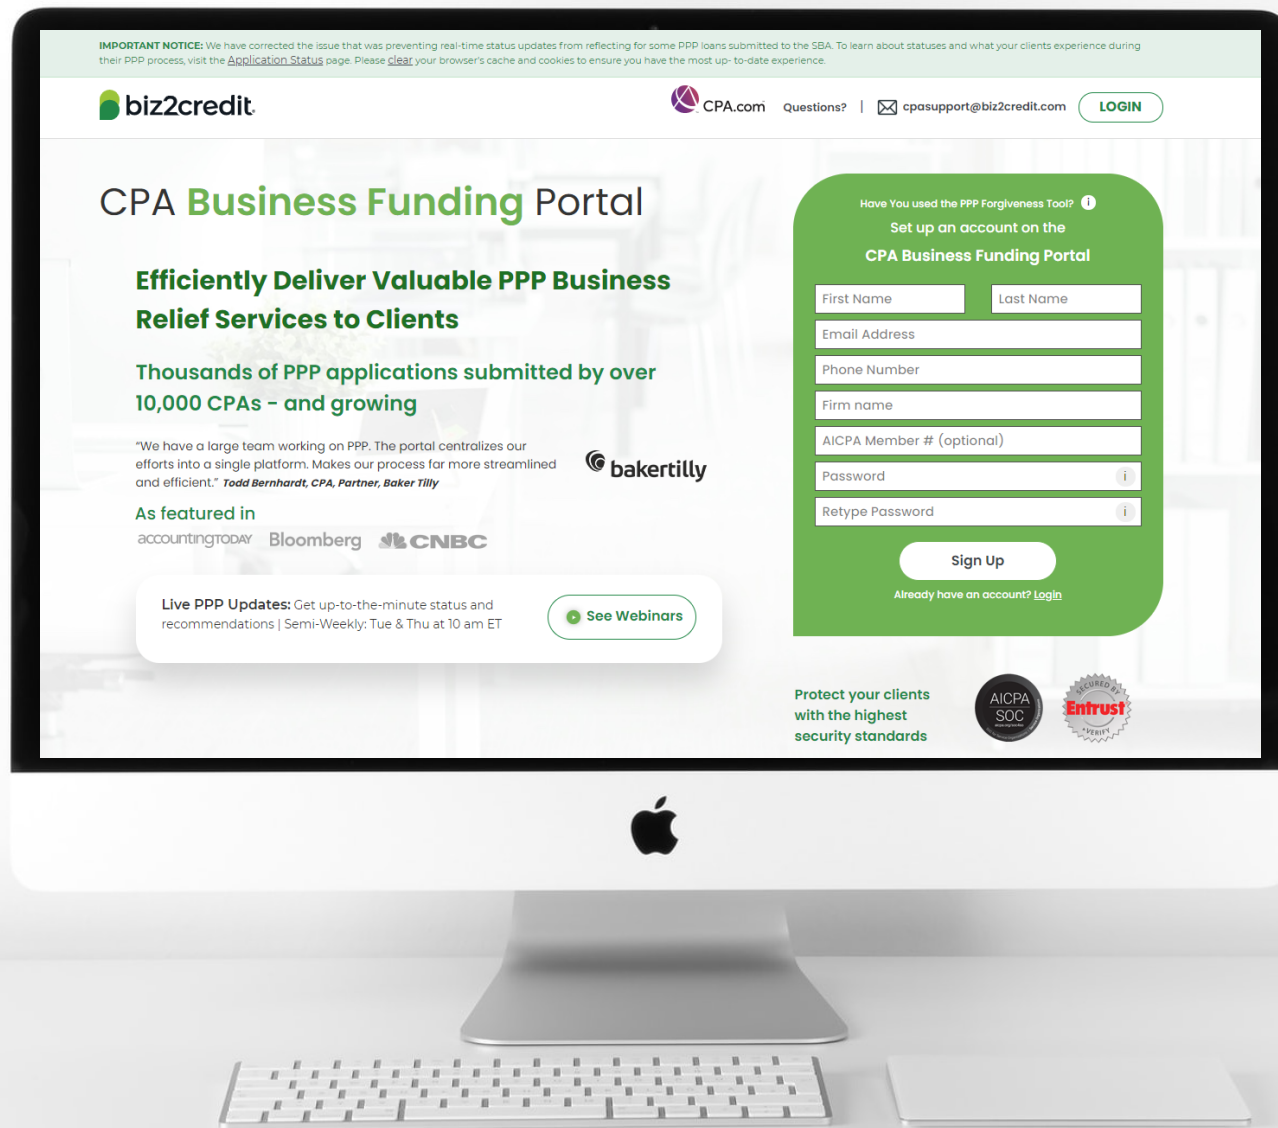 IMPORTANT NOTICE: We have corrected the issue that was preventing real-time status updates from reflecting for some PPP loans submitted to the SBA. To learn about statuses and what your clients experience during
their PPP process, visit the Application Status page. Please clear your browser's cache and cookies to ensure you have the most up- to-date experience.
biz2credit
CPA.com Questions? | cpasupport@biz2credit.com LOGIN
CPA Business Funding Portal
Efficiently Deliver Valuable PPP Business
Relief Services to Clients
Thousands of PPP applications submitted by over
10,000 CPAs - and growing
"We have a large team working on PPP. The portal centralizes our
efforts into a single platform. Makes our process far more streamlined
and efficient." Todd Bernhardt, CPA, Partner, Baker Tilly
bakertilly
As featured in
accountingTODAY Bloomberg CNBC
Live PPP Updates: Get up-to-the-minute status and
recommendations | Semi-Weekly: Tue & Thu at 10 am ET
See Webinars
Have You used the PPP Forgiveness Tool? i
Set up an account on the
CPA Business Funding Portal
First Name Last Name
Email Address
Phone Number
Firm name
AICPA Member # (optional)
Password i
Retype Password i
Sign Up
Already have an account? Login
Protect your clients
with the highest
security standards
AICPA
SOC
SECURED BY
Entrust
VERIFY